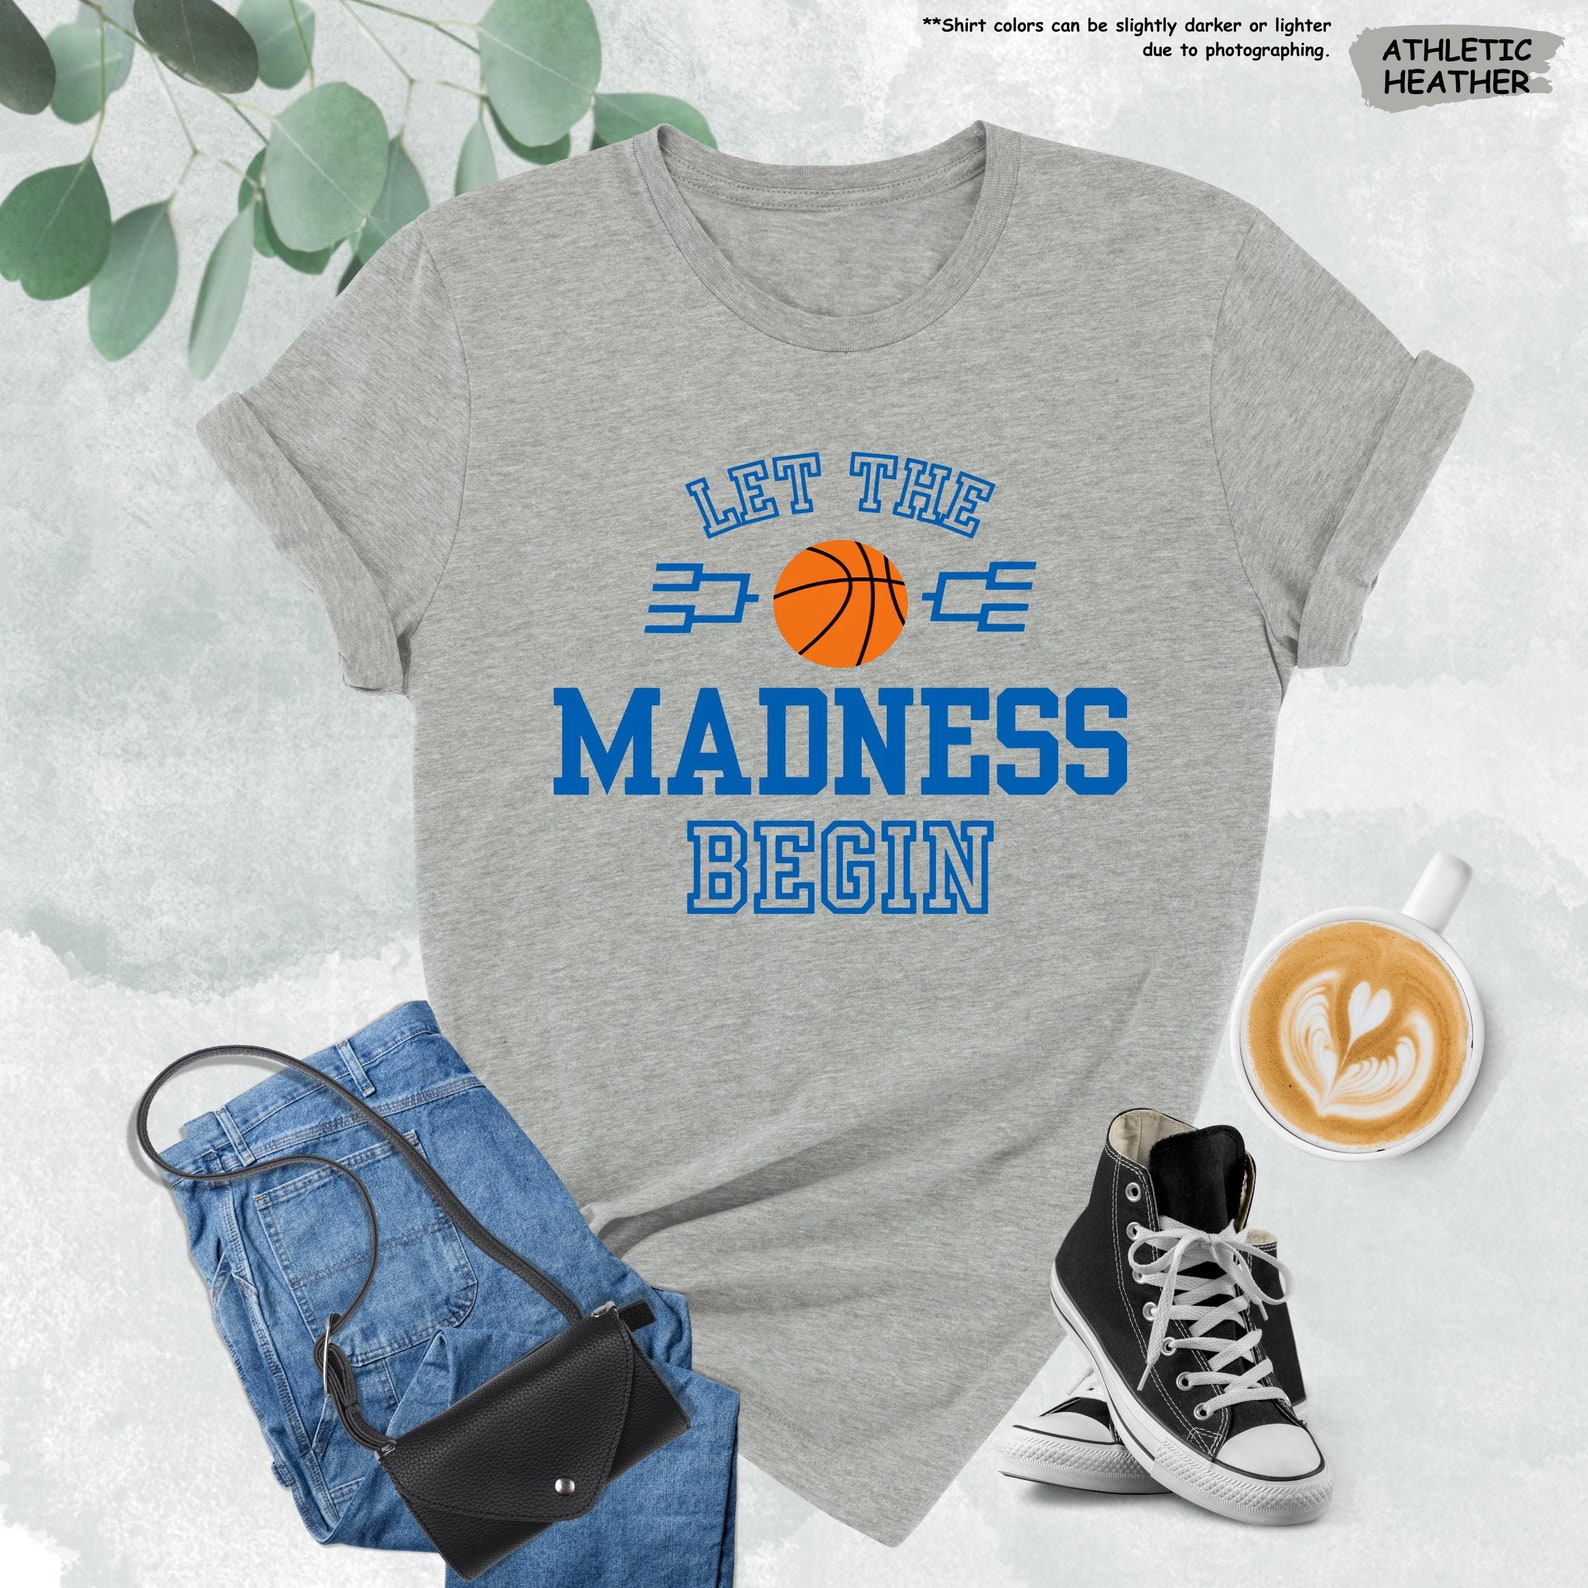 **Shirt colors can be slightly darker or lighter
due to photographing.
ATHLETIC
HEATHER
LET THE
MADNESS
BEGIN